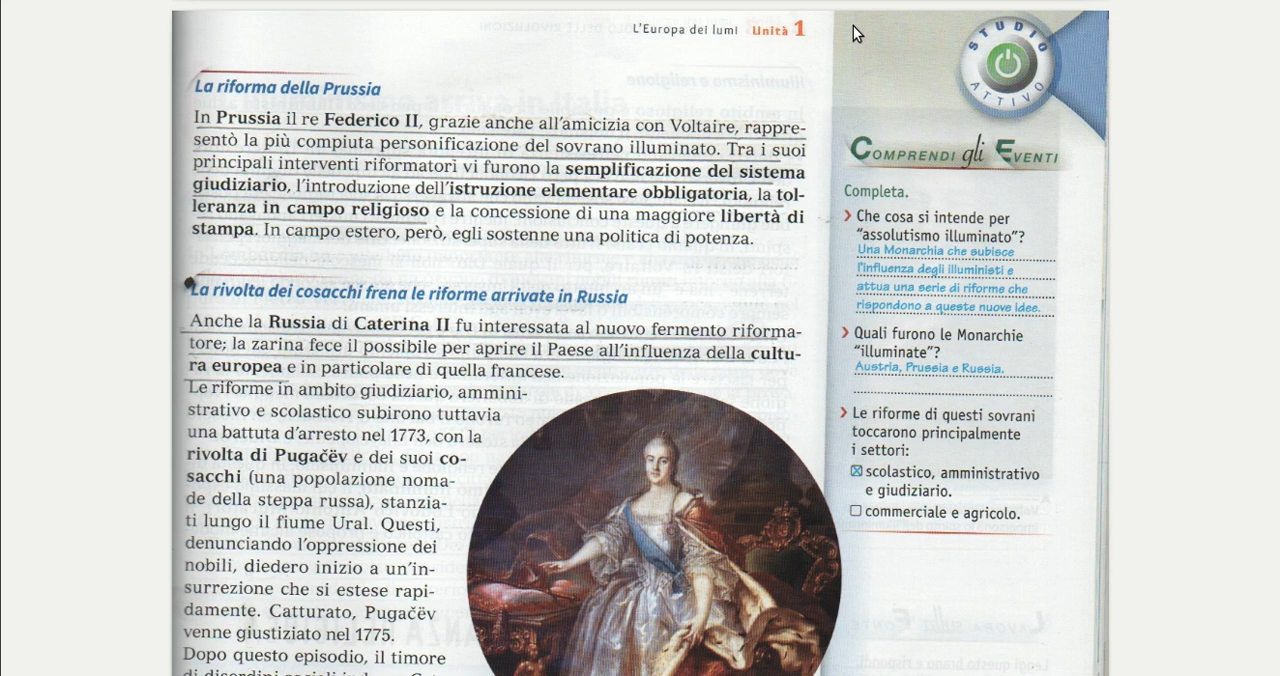 L'Europa dei lumi Unità 1
La riforma della Prussia
In Prussia il re Federico II, grazie anche all'amicizia con Voltaire, rappre-
sentò la più compiuta personificazione del sovrano illuminato. Tra i suoi
principali interventi riformatori vi furono la semplificazione del sistema
giudiziario, l'introduzione dell'istruzione elementare obbligatoria, la tol-
leranza in campo religioso e la concessione di una maggiore libertà di
stampa. In campo estero, però, egli sostenne una politica di potenza.
La rivolta dei cosacchi frena le riforme arrivate in Russia
Anche la Russia di Caterina II fu interessata al nuovo fermento riforma-
tore; la zarina fece il possibile per aprire il Paese all'influenza della cultu-
ra europea e in particolare di quella francese.
Le riforme in ambito giudiziario, ammini-
strativo e scolastico subirono tuttavia
una battuta d'arresto nel 1773, con la
rivolta di Pugačëv e dei suoi co-
sacchi (una popolazione noma-
de della steppa russa), stanzia-
ti lungo il fiume Ural. Questi,
denunciando l'oppressione dei
nobili, diedero inizio a un'in-
surrezione che si estese rapi-
damente. Catturato, Pugačëv
venne giustiziato nel 1775.
Dopo questo episodio, il timore
STUDIO
ATTIVO
COMPRENDI gli EVENTI
Completa.
Che cosa si intende per
"assolutismo illuminato"?
Una Monarchia che subisce
l'influenza degli illuministi e
attua una serie di riforme che
rispondono a queste nuove idee.
Quali furono le Monarchie
"illuminate"?
Austria, Prussia e Russia.
Le riforme di questi sovrani
toccarono principalmente
i settori:
scolastico, amministrativo
e giudiziario.
commerciale e agricolo.